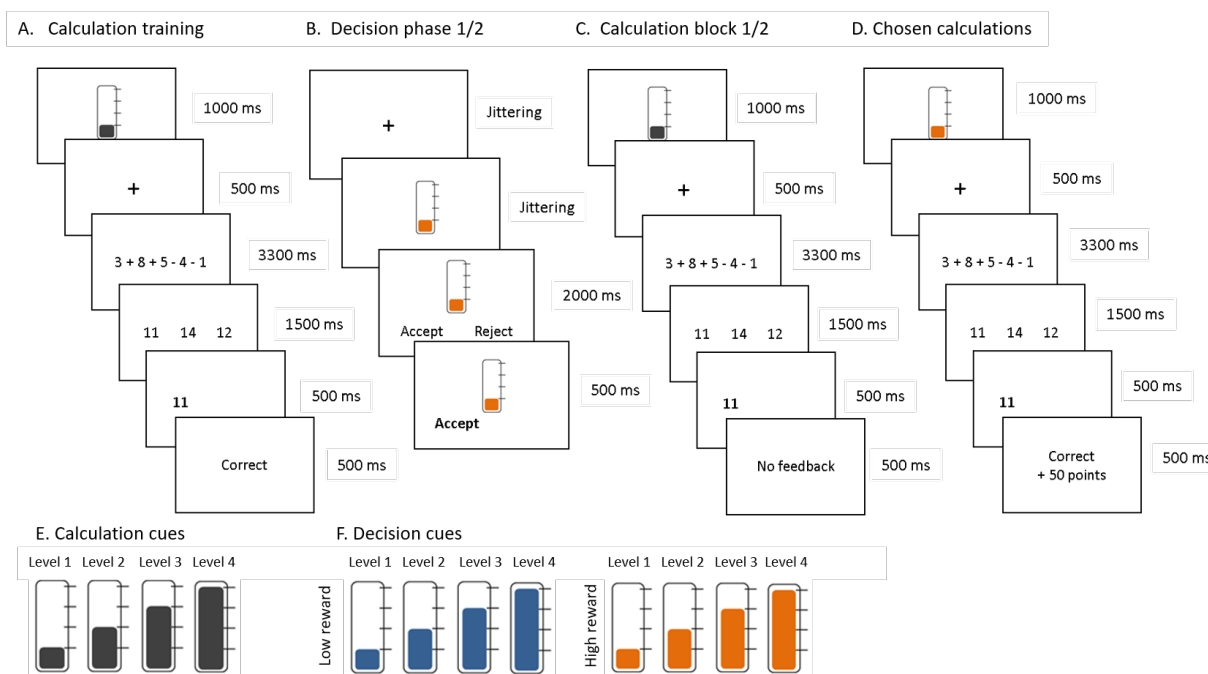 A. Calculation training
B. Decision phase 1/2
C. Calculation block 1/2
D. Chosen calculations
1000 ms
+
500 ms
3 + 8 + 5 - 4 - 1
3300 ms
11 14 12
1500 ms
11
500 ms
Correct
500 ms
+
Jittering
Jittering
Accept Reject
2000 ms
Accept
500 ms
1000 ms
+
500 ms
3 + 8 + 5 - 4 - 1
3300 ms
11 14 12
1500 ms
11
500 ms
No feedback
500 ms
1000 ms
+
500 ms
3 + 8 + 5 - 4 - 1
3300 ms
11 14 12
1500 ms
11
500 ms
Correct
+ 50 points
500 ms
E. Calculation cues
Level 1 Level 2 Level 3 Level 4
F. Decision cues
Low reward
Level 1 Level 2 Level 3 Level 4
High reward
Level 1 Level 2 Level 3 Level 4